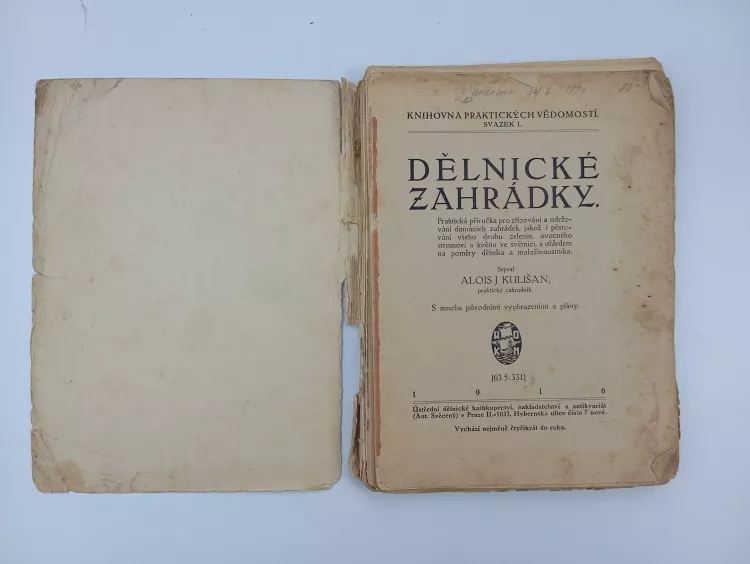 30/6 1930
KNIHOVNA PRAKTICKÝCH VĚDOMOSTÍ.
SVAZEK 1.
DĚLNICKÉ
ZAHRÁDKY.
Praktická příručka pro zřizování a udržo-
vání domácích zahrádek, jakož i pěsto-
vání všeho druhu zelenin, ovocného
stromoví a květin ve světnici, s ohledem
na poměry dělníka a maloživnostníka.
Sepsal
ALOIS J. KULIŠAN,
praktický zahradník.
S mnoha původními vyobrazeními a plány.
[63.5:331]
1916
Ústřední dělnické knihkupectví, nakladatelství a antikvariát
(Ant. Svěcený) v Praze II.-1033, Hybernská ulice číslo 7 nové.
Vychází nejméně čtyřikrát do roka.